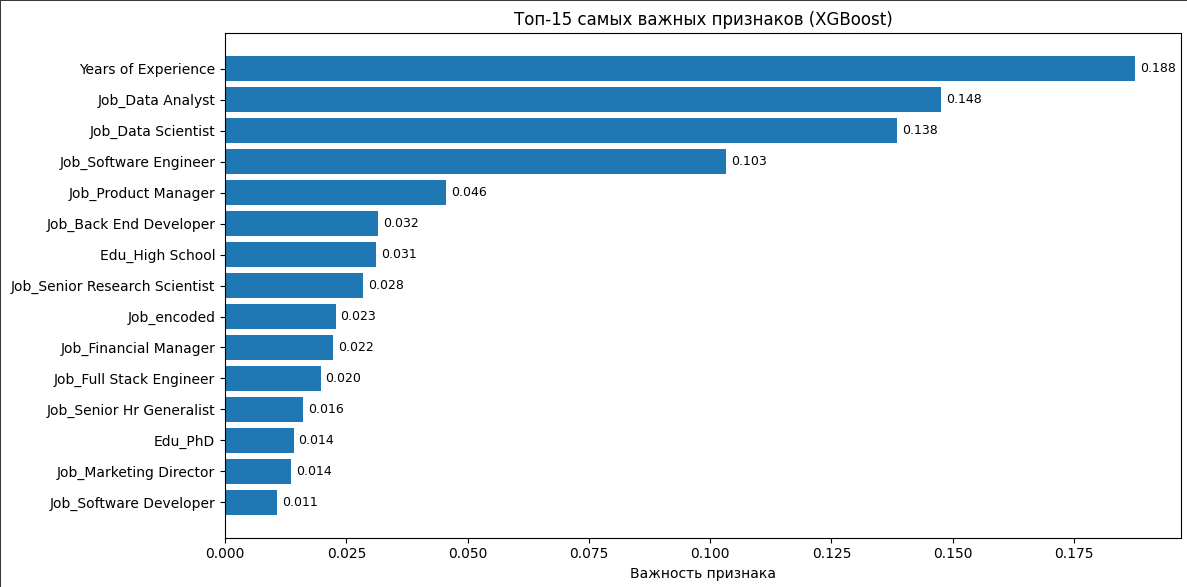 Топ-15 самых важных признаков (XGBoost)
Years of Experience 0.188
Job_Data Analyst 0.148
Job_Data Scientist 0.138
Job_Software Engineer 0.103
Job_Product Manager 0.046
Job_Back End Developer 0.032
Edu_High School 0.031
Job_Senior Research Scientist 0.028
Job_encoded 0.023
Job_Financial Manager 0.022
Job_Full Stack Engineer 0.020
Job_Senior Hr Generalist 0.016
Edu_PhD 0.014
Job_Marketing Director 0.014
Job_Software Developer 0.011
0.000 0.025 0.050 0.075 0.100 0.125 0.150 0.175
Важность признака